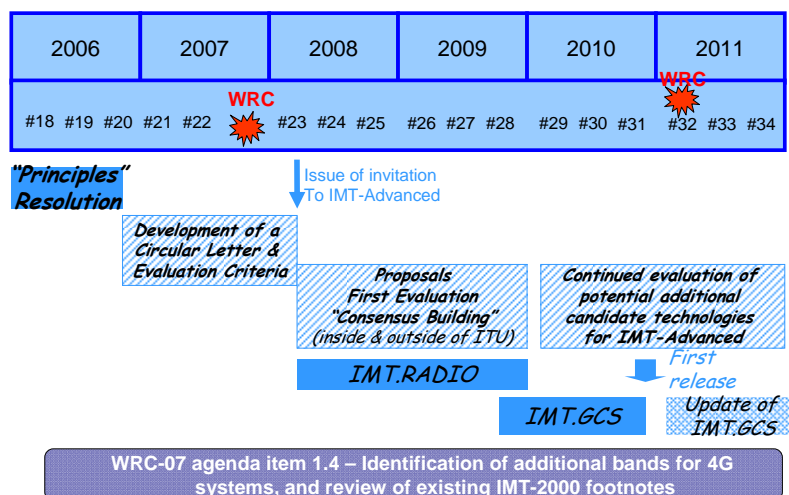 2006 2007 2008 2009 2010 2011
WRC
WRC
#18 #19 #20 #21 #22 #23 #24 #25 #26 #27 #28 #29 #30 #31 #32 #33 #34
"Principles"
Resolution
Issue of invitation
To IMT-Advanced
Development of a
Circular Letter &
Evaluation Criteria
Proposals
First Evaluation
"Consensus Building"
(inside & outside of ITU)
Continued evaluation of
potential additional
candidate technologies
for IMT-Advanced
IMT.RADIO
First
release
IMT.GCS
Update of
IMT.GCS
WRC-07 agenda item 1.4 – Identification of additional bands for 4G
systems, and review of existing IMT-2000 footnotes